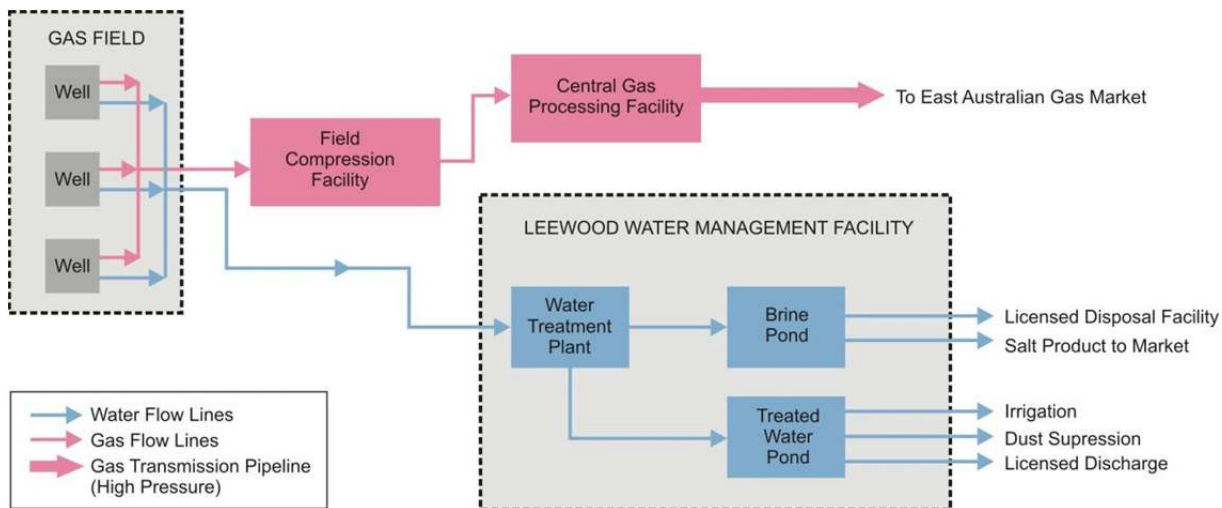 GAS FIELD
Well
Well
Well
Field
Compression
Facility
Central Gas
Processing Facility
To East Australian Gas Market
LEEWOOD WATER MANAGEMENT FACILITY
Water
Treatment
Plant
Brine
Pond
Licensed Disposal Facility
Salt Product to Market
Treated
Water
Pond
Irrigation
Dust Supression
Licensed Discharge
Water Flow Lines
Gas Flow Lines
Gas Transmission Pipeline
(High Pressure)